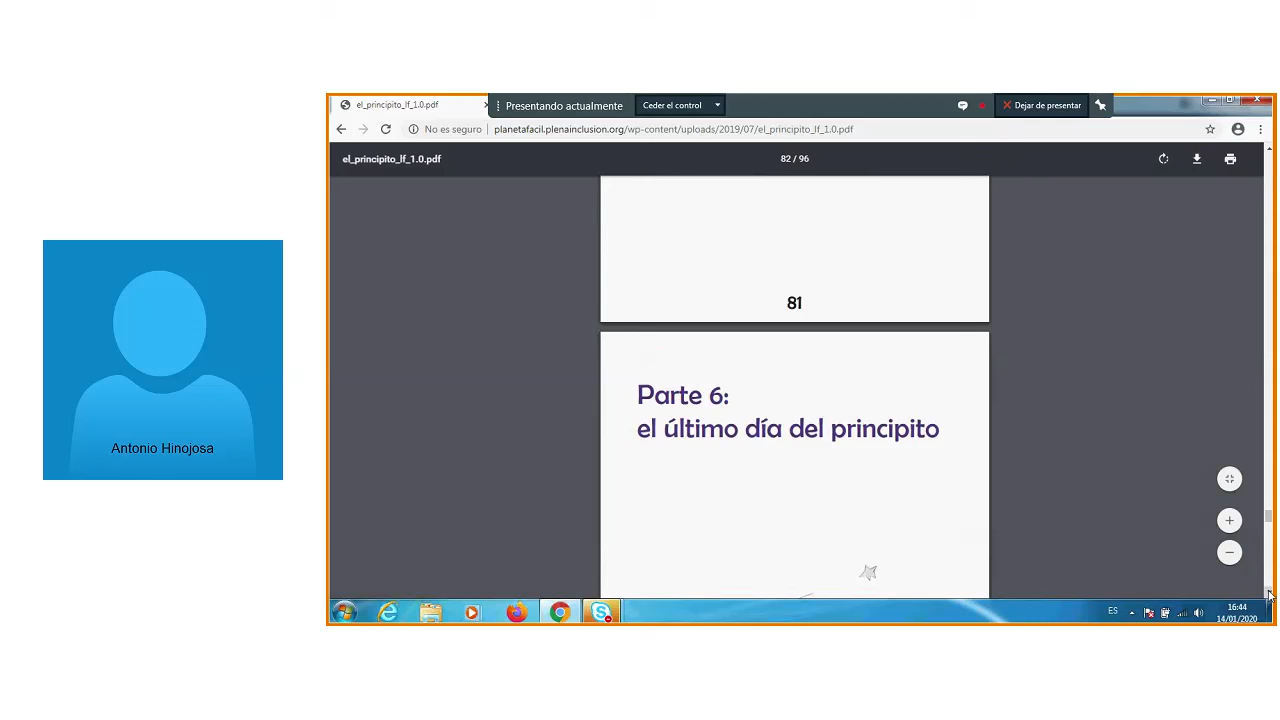 el_principito_lf_1.0.pdf
Presentando actualmente
Ceder el control
Dejar de presentar
No es seguro
planetafacil.plenainclusion.org/wp-content/uploads/2019/07/el_principito_lf_1.0.pdf
el_principito_lf_1.0.pdf
82 / 96
81
Parte 6:
el último día del principito
Antonio Hinojosa
ES
16:44
14/01/2020